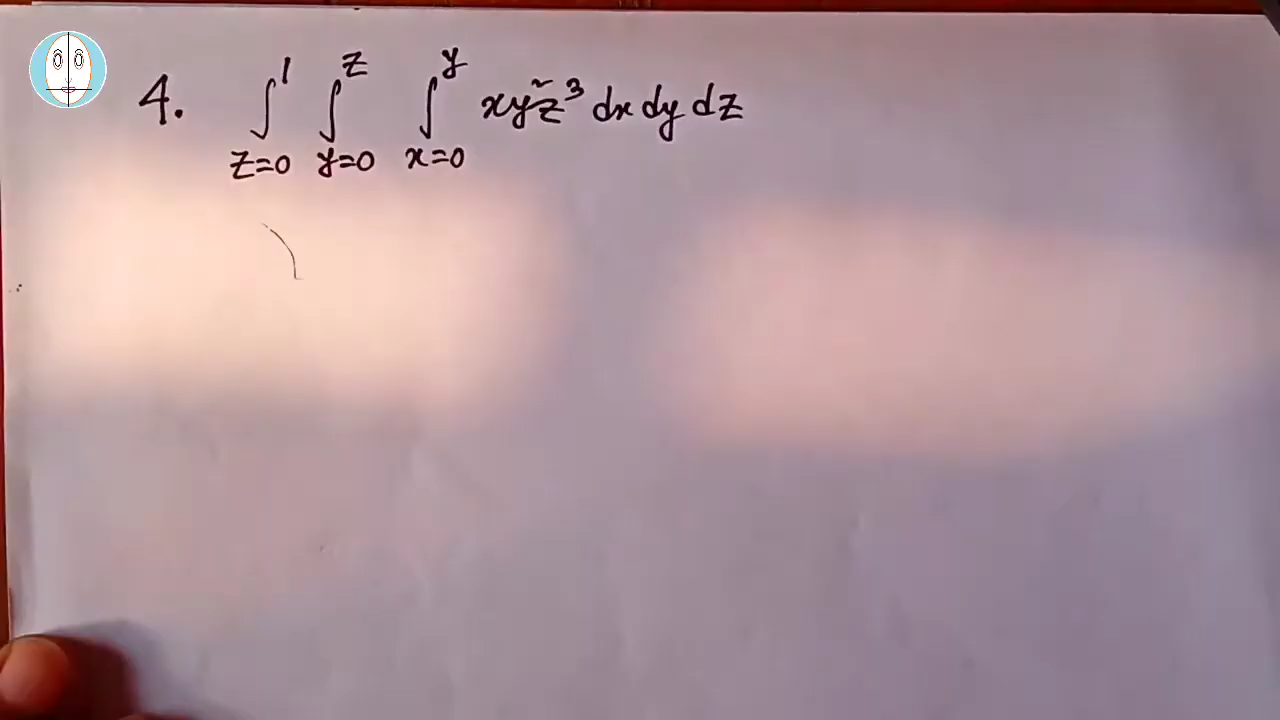 4. ∫_{z=0}^{1} ∫_{y=0}^{z} ∫_{x=0}^{y} xy²z³ dx dy dz